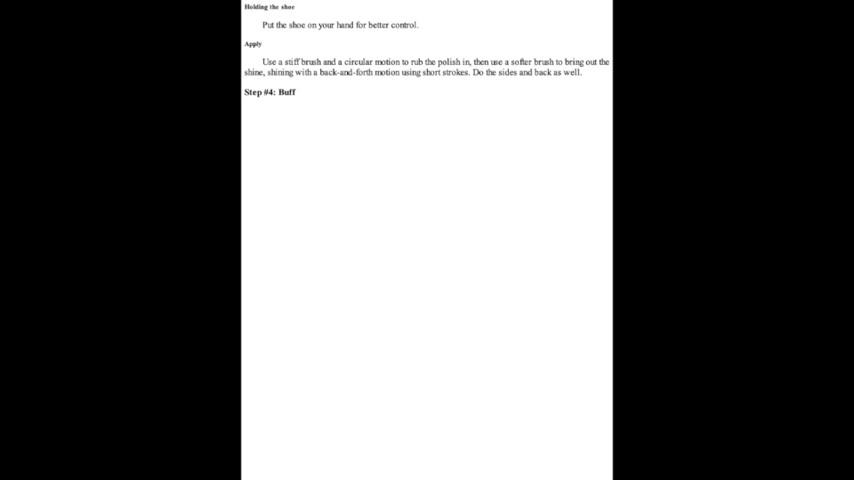 Holding the shoe
Put the shoe on your hand for better control.
Apply
Use a stiff brush and a circular motion to rub the polish in, then use a softer brush to bring out the
shine, shining with a back-and-forth motion using short strokes. Do the sides and back as well.
Step #4: Buff